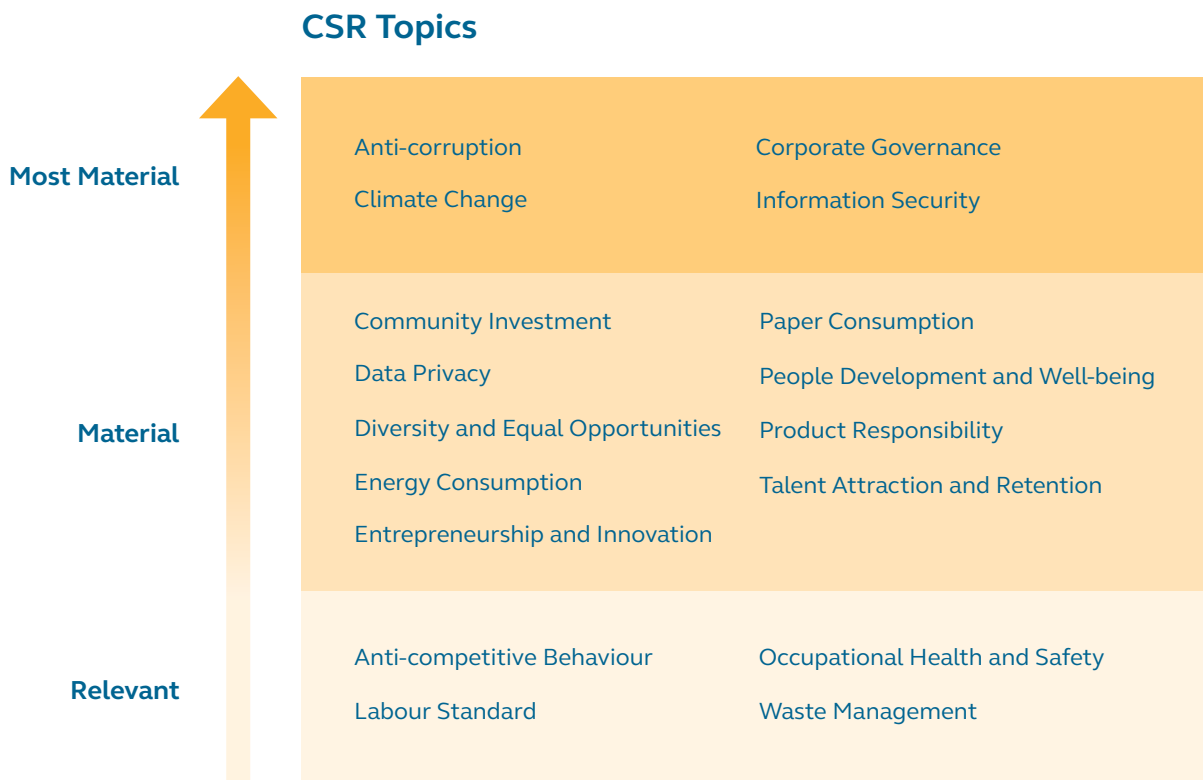 CSR Topics
Most Material
Anti-corruption
Climate Change
Corporate Governance
Information Security
Material
Community Investment
Data Privacy
Diversity and Equal Opportunities
Energy Consumption
Entrepreneurship and Innovation
Paper Consumption
People Development and Well-being
Product Responsibility
Talent Attraction and Retention
Relevant
Anti-competitive Behaviour
Labour Standard
Occupational Health and Safety
Waste Management